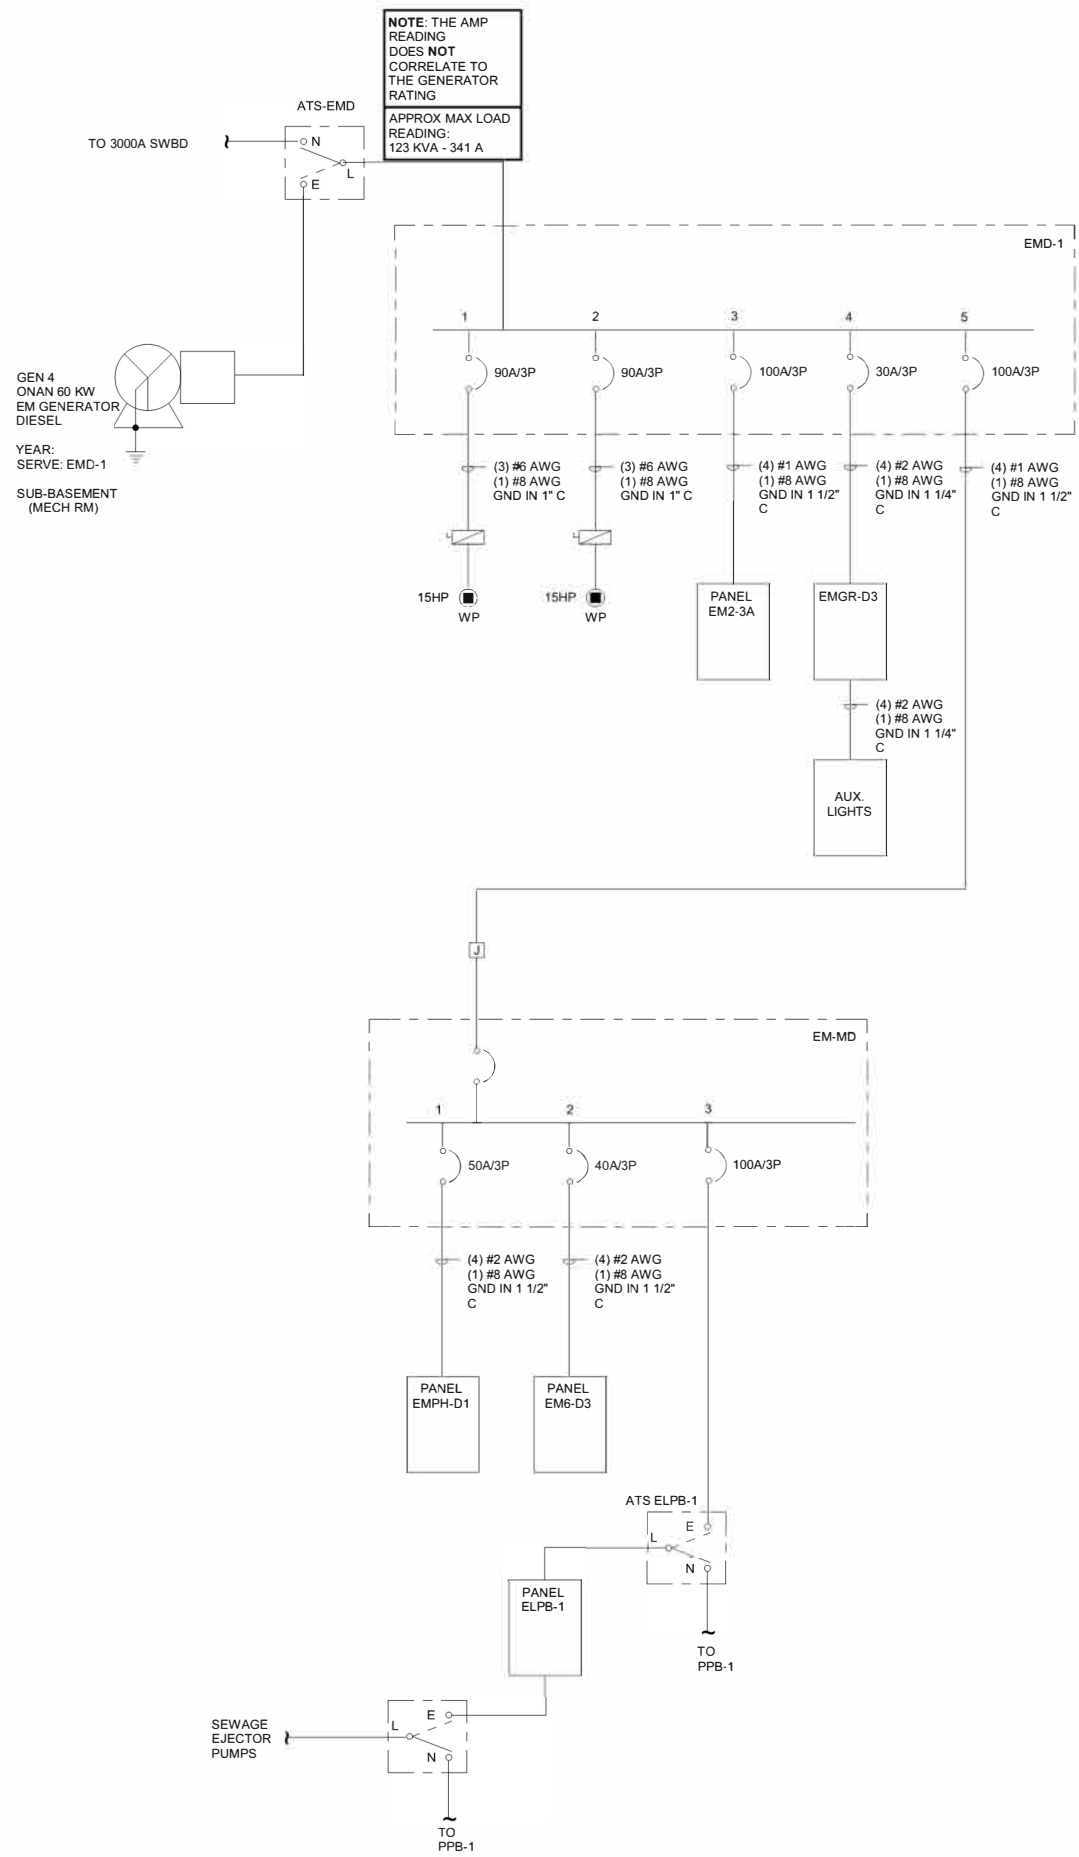 NOTE: THE AMP
READING
DOES NOT
CORRELATE TO
THE GENERATOR
RATING
APPROX MAX LOAD
READING:
123 KVA - 341 A
ATS-EMD
TO 3000A SWBD
N
L
E
EMD-1
1
2
3
4
5
90A/3P
90A/3P
100A/3P
30A/3P
100A/3P
GEN 4
ONAN 60 KW
EM GENERATOR
DIESEL
YEAR:
SERVE: EMD-1
SUB-BASEMENT
(MECH RM)
(3) #6 AWG
(1) #8 AWG
GND IN 1" C
(3) #6 AWG
(1) #8 AWG
GND IN 1" C
(4) #1 AWG
(1) #8 AWG
GND IN 1 1/2"
C
(4) #2 AWG
(1) #8 AWG
GND IN 1 1/4"
C
(4) #1 AWG
(1) #8 AWG
GND IN 1 1/2"
C
15HP
WP
15HP
WP
PANEL
EM2-3A
EMGR-D3
(4) #2 AWG
(1) #8 AWG
GND IN 1 1/4"
C
AUX.
LIGHTS
J
EM-MD
1
2
3
50A/3P
40A/3P
100A/3P
(4) #2 AWG
(1) #8 AWG
GND IN 1 1/2"
C
(4) #2 AWG
(1) #8 AWG
GND IN 1 1/2"
C
PANEL
EMPH-D1
PANEL
EM6-D3
ATS ELPB-1
E
L
N
PANEL
ELPB-1
TO
PPB-1
SEWAGE
EJECTOR
PUMPS
E
L
N
TO
PPB-1